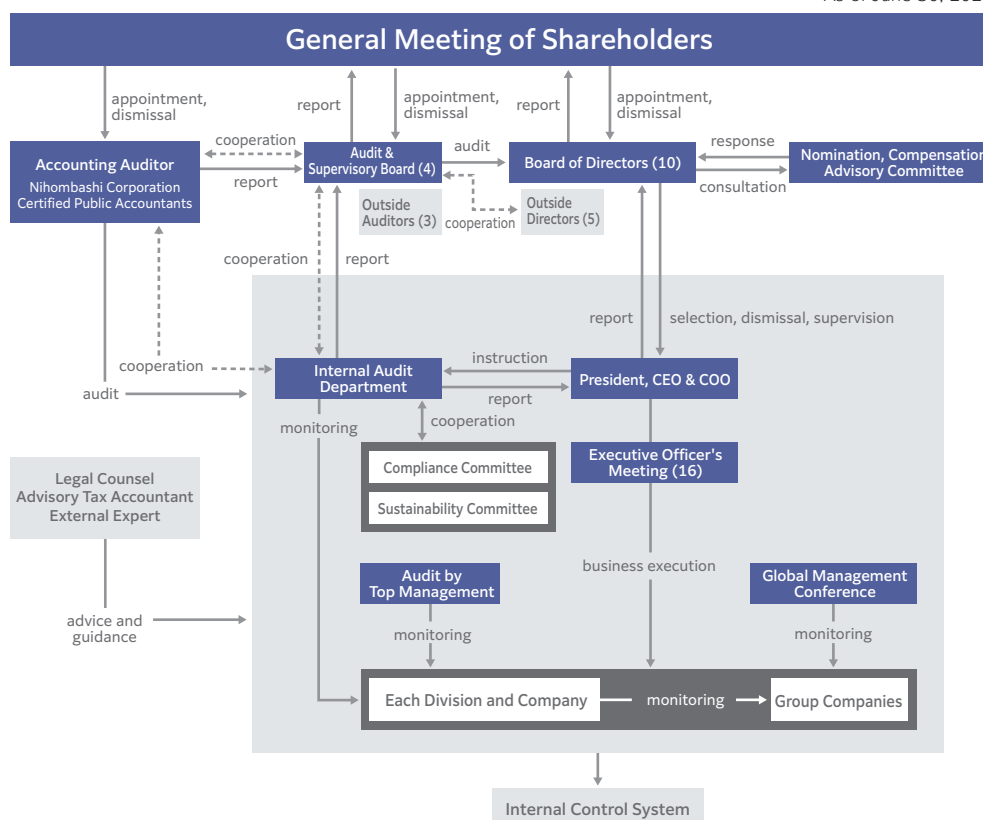 General Meeting of Shareholders
appointment,
dismissal
report
appointment,
dismissal
report
appointment,
dismissal
Accounting Auditor
Nihombashi Corporation
Certified Public Accountants
cooperation
report
Audit &
Supervisory Board (4)
audit
Board of Directors (10)
response
consultation
Nomination, Compensation
Advisory Committee
Outside
Auditors (3)
cooperation
Outside
Directors (5)
cooperation
report
report
selection, dismissal, supervision
cooperation
audit
Internal Audit
Department
instruction
report
President, CEO & COO
monitoring
cooperation
Compliance Committee
Sustainability Committee
Executive Officer's
Meeting (16)
Legal Counsel
Advisory Tax Accountant
External Expert
advice and
guidance
business execution
Audit by
Top Management
monitoring
Global Management
Conference
monitoring
Each Division and Company
monitoring
Group Companies
Internal Control System